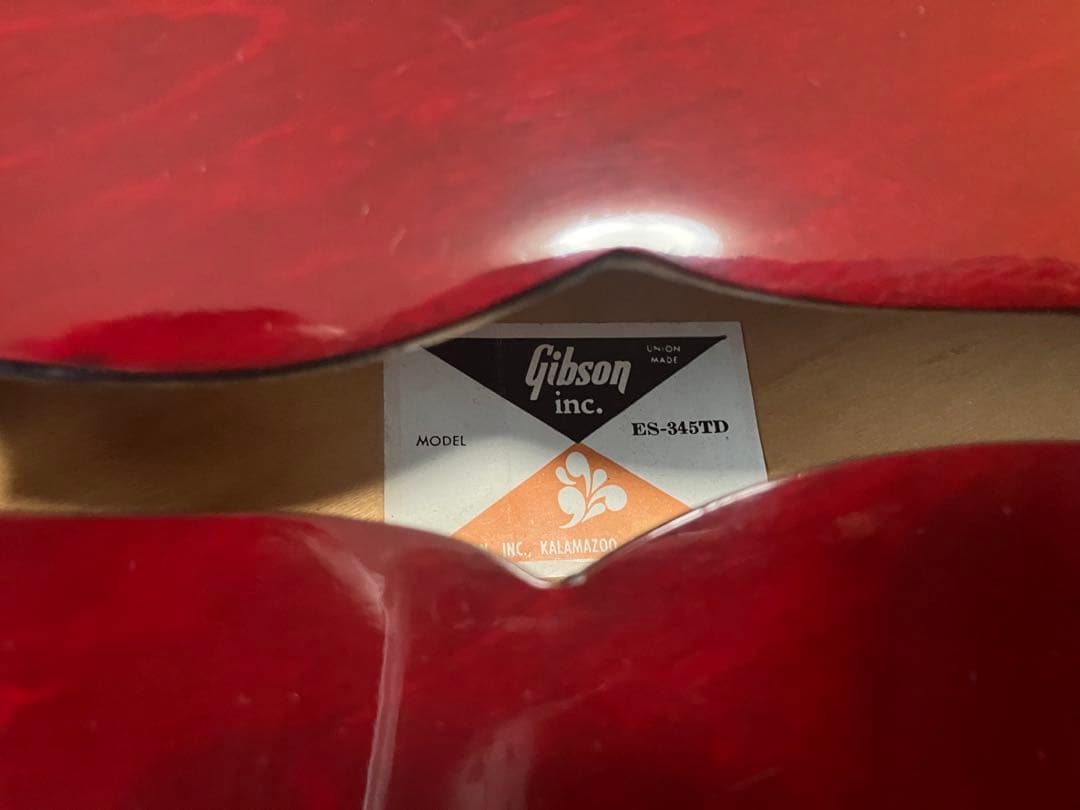 Gibson
inc.
UNION
MADE
MODEL
ES-345TD
INC., KALAMAZOO